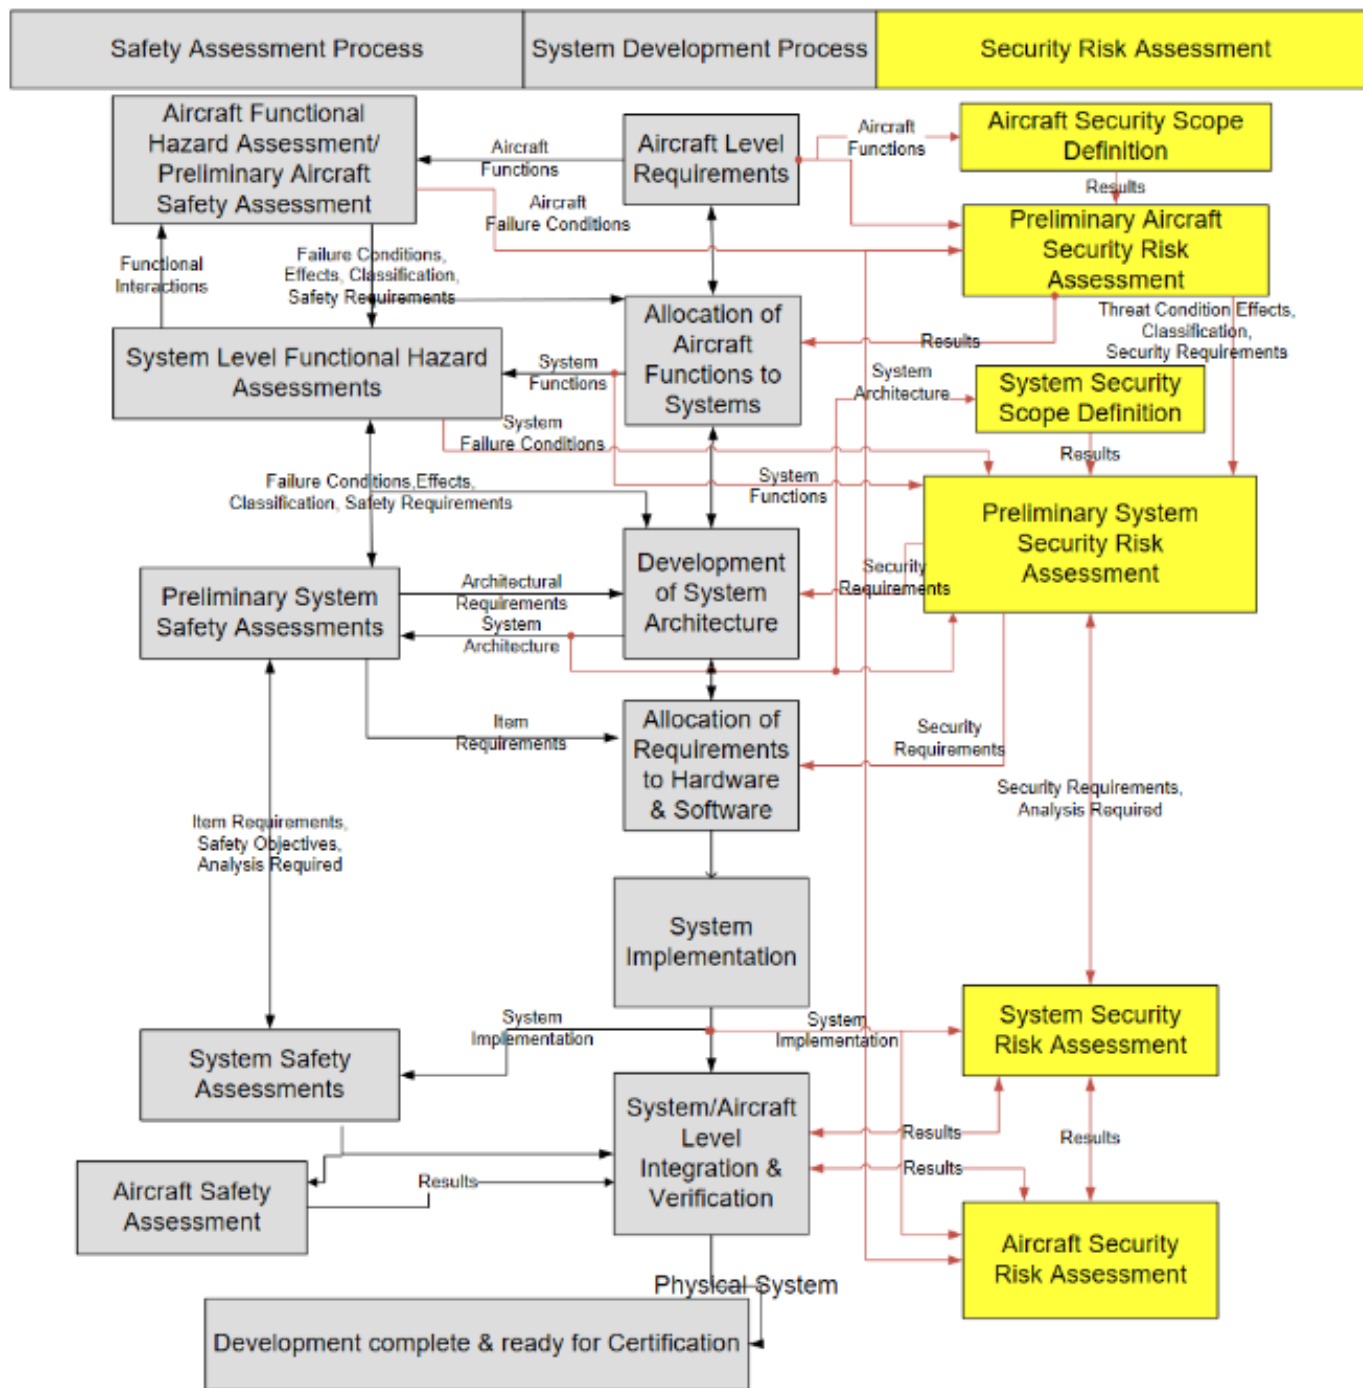 Safety Assessment Process
System Development Process
Security Risk Assessment
Aircraft Functional
Hazard Assessment/
Preliminary Aircraft
Safety Assessment
Aircraft
Functions
Aircraft Level
Requirements
Aircraft
Functions
Aircraft Security Scope
Definition
Results
Aircraft
Failure Conditions
Preliminary Aircraft
Security Risk
Assessment
Functional
Interactions
Failure Conditions,
Effects, Classification,
Safety Requirements
Allocation of
Aircraft
Functions to
Systems
Results
Threat Condition Effects,
Classification,
Security Requirements
System Level Functional Hazard
Assessments
System
Functions
System
Architecture
System Security
Scope Definition
System
Failure Conditions
Results
Failure Conditions,Effects,
Classification, Safety Requirements
System
Functions
Preliminary System
Security Risk
Assessment
Development
of System
Architecture
Security
Requirements
Preliminary System
Safety Assessments
Architectural
Requirements
System
Architecture
Item
Requirements
Allocation of
Requirements
to Hardware
& Software
Security
Requirements
Security Requirements,
Analysis Required
Item Requirements,
Safety Objectives,
Analysis Required
System
Implementation
System
Implementation
System
Implementation
System Security
Risk Assessment
System Safety
Assessments
System/Aircraft
Level
Integration &
Verification
Results
Results
Results
Aircraft Safety
Assessment
Results
Aircraft Security
Risk Assessment
Physical System
Development complete & ready for Certification